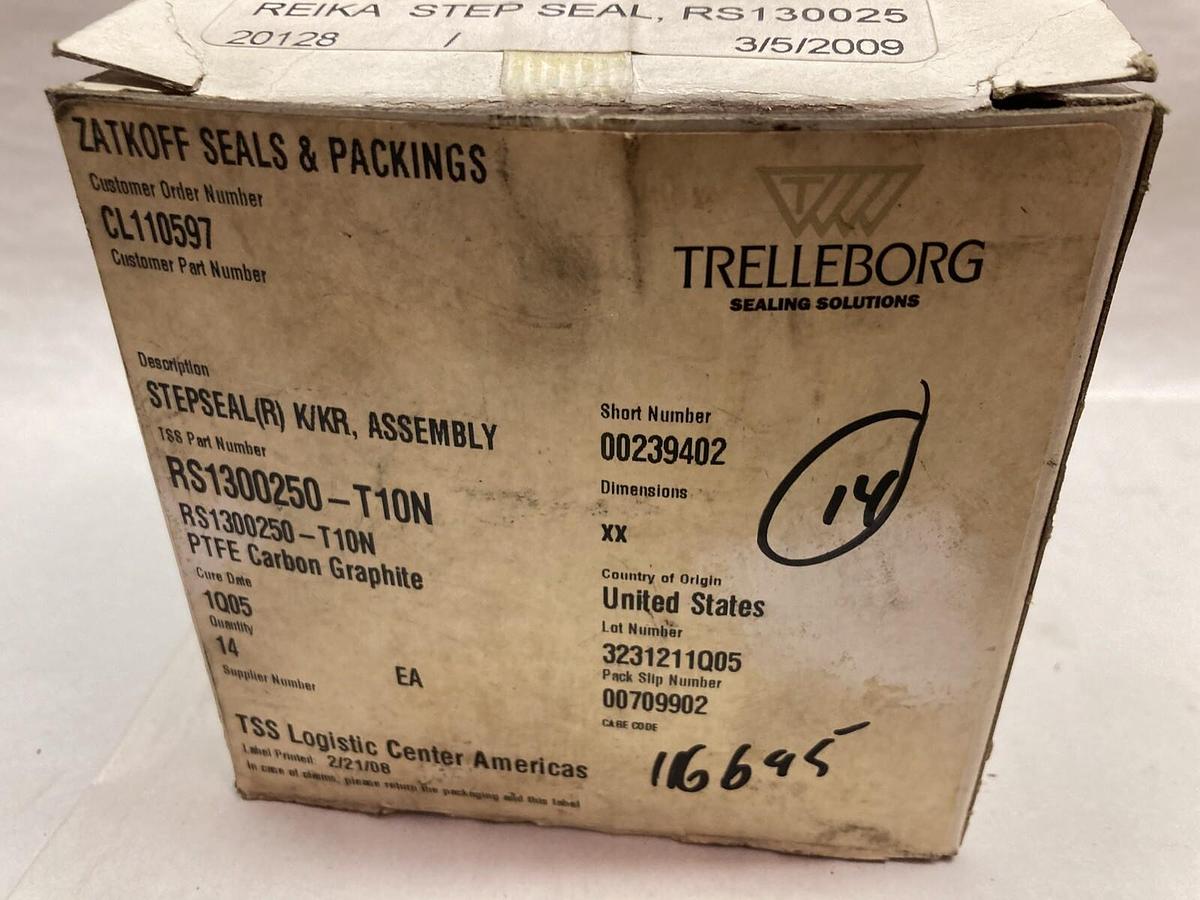 REIKA STEP SEAL, RS130025
20128 / 3/5/2009
ZATKOFF SEALS & PACKINGS
Customer Order Number
CL110597
Customer Part Number
TRELLEBORG
SEALING SOLUTIONS
Description
STEPSEAL(R) K/KR, ASSEMBLY
TSS Part Number
RS1300250-T10N
RS1300250-T10N
PTFE Carbon Graphite
Cure Date
1Q05
Quantity
14 EA
Supplier Number
Short Number
00239402
Dimensions
XX
14
Country of Origin
United States
Lot Number
3231211Q05
Pack Slip Number
00709902
CAGE CODE
TSS Logistic Center Americas
Label Printed 2/21/08
In case of claims, please return the packaging and this label